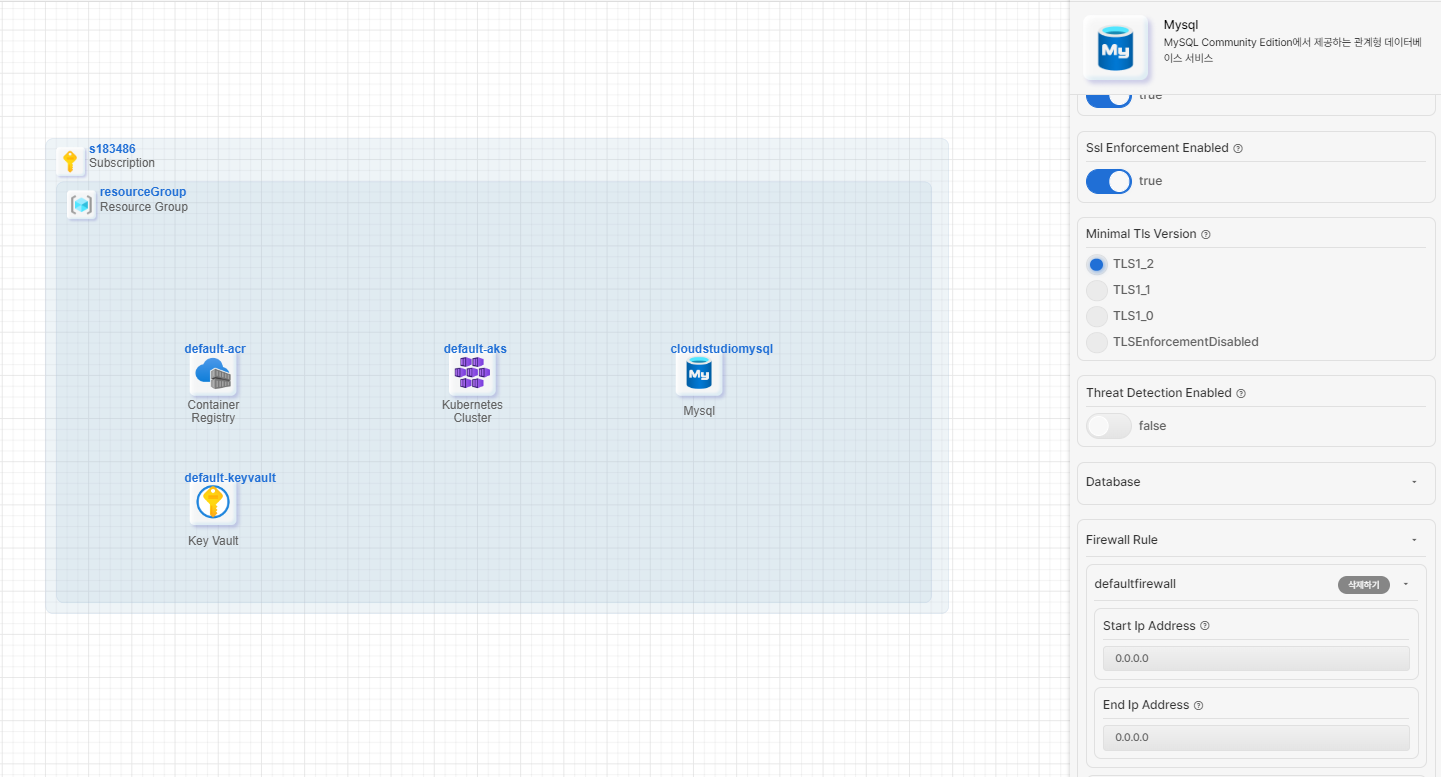 Mysql
MySQL Community Edition에서 제공하는 관계형 데이터베
이스 서비스
true
Ssl Enforcement Enabled
true
Minimal Tls Version
TLS1_2
TLS1_1
TLS1_0
TLSEnforcementDisabled
Threat Detection Enabled
false
Database
Firewall Rule
defaultfirewall
삭제하기
Start Ip Address
0.0.0.0
End Ip Address
0.0.0.0
s183486
Subscription
resourceGroup
Resource Group
default-acr
Container
Registry
default-aks
Kubernetes
Cluster
cloudstudiomysql
My
Mysql
default-keyvault
Key Vault
My